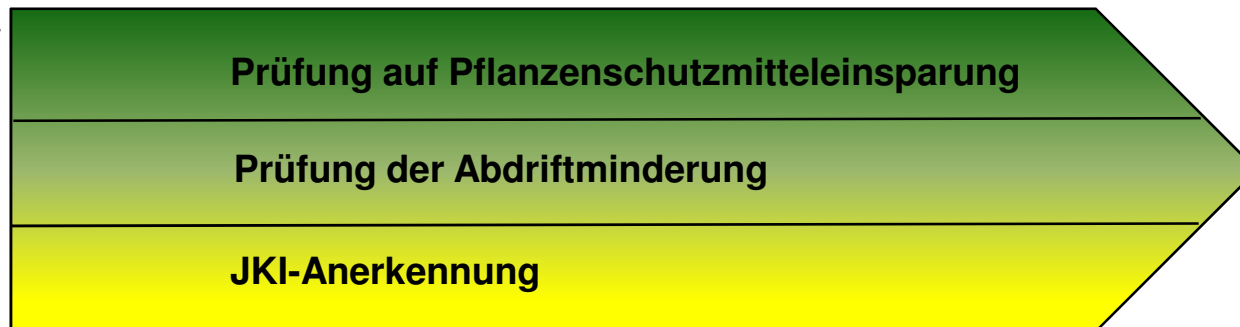 Prüfung auf Pflanzenschutzmitteleinsparung
Prüfung der Abdriftminderung
JKI-Anerkennung